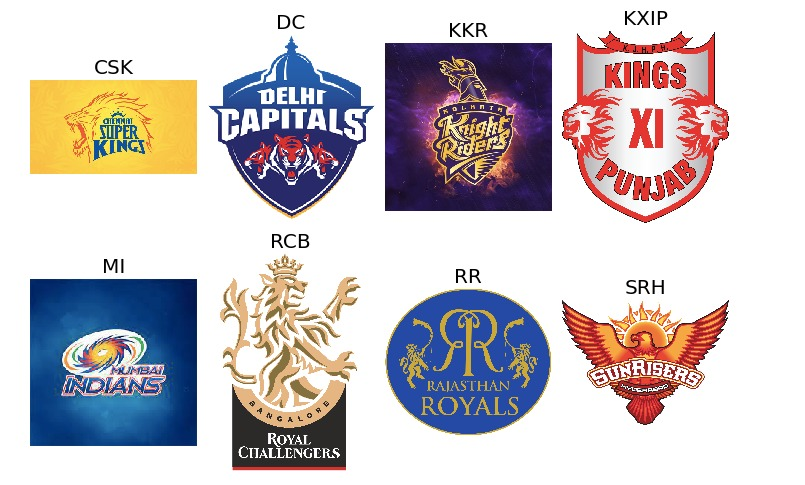 CSK
CHENNAI
SUPER
KINGS
DC
DELHI
CAPITALS
KKR
KOLKATA
Knight
Riders
KXIP
K.J.H.P.H.
KINGS
XI
PUNJAB
MI
MUMBAI
INDIANS
RCB
BANGALORE
ROYAL
CHALLENGERS
RR
RR
RAJASTHAN
ROYALS
SRH
SUNRISERS
HYDERABAD